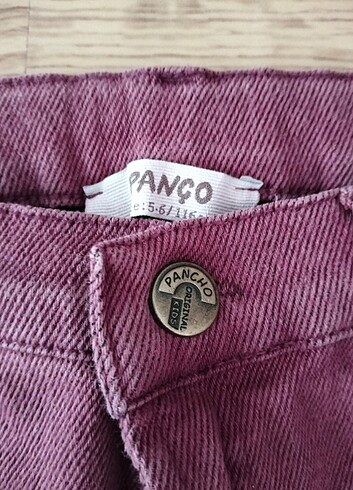 PANÇO
e:5-6/116
PANCHO
ORIGINAL
KIDS